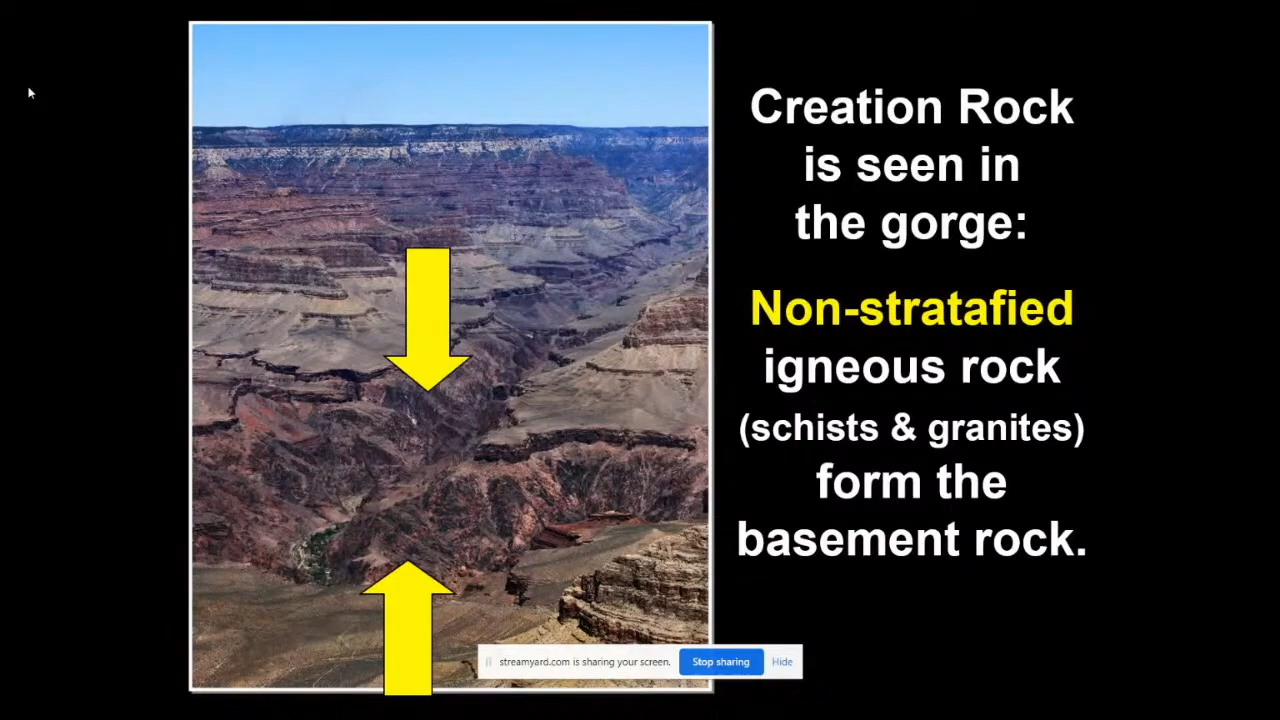 Creation Rock
is seen in
the gorge:
Non-stratafied
igneous rock
(schists & granites)
form the
basement rock.
streamyard.com is sharing your screen. Stop sharing Hide